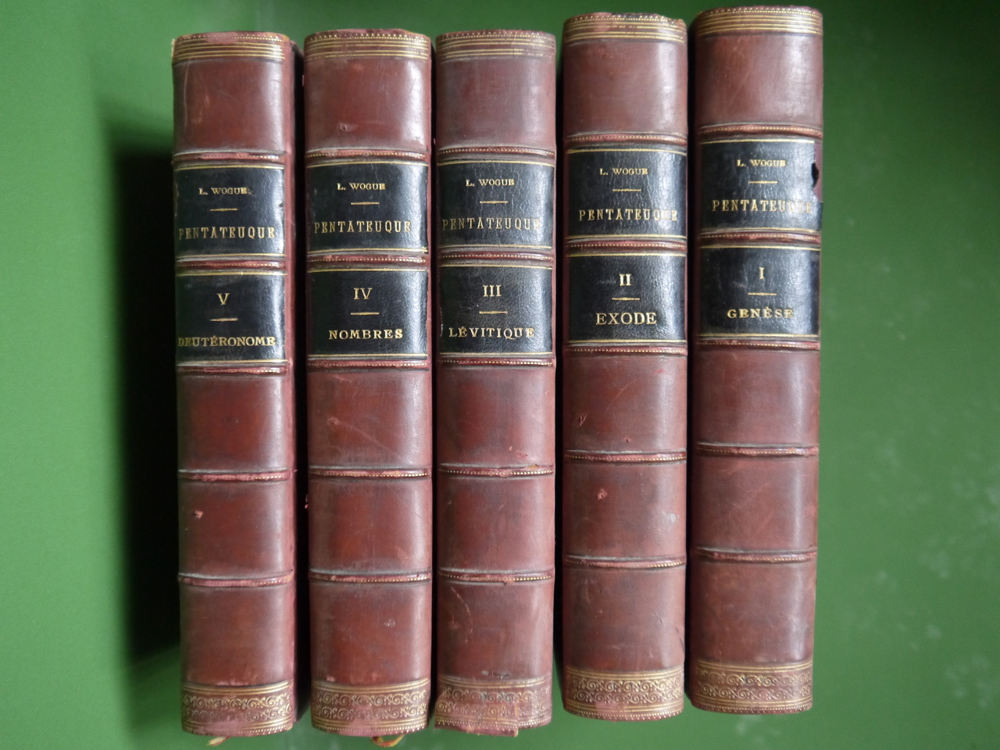 L. WOGUE
PENTATEUQUE
V
DEUTÉRONOME
L. WOGUE
PENTATEUQUE
IV
NOMBRES
L. WOGUE
PENTATEUQUE
III
LÉVITIQUE
L. WOGUE
PENTATEUQUE
II
EXODE
L. WOGUE
PENTATEUQUE
I
GENÈSE